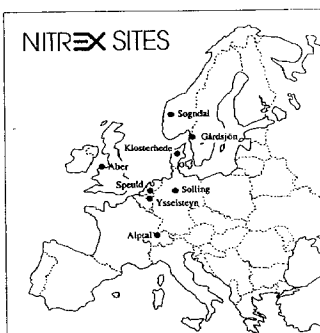 NITREX SITES
Sogndal
Gårdsjön
Klosterhede
Aber
Speuld
Solling
Ysselsteyn
Alptal